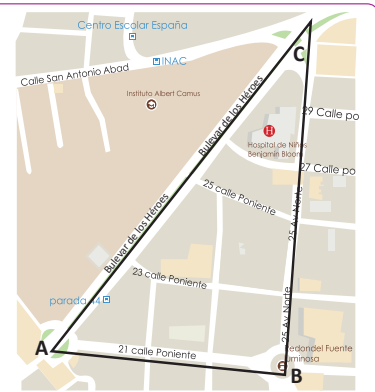 Centro Escolar España
C
INAC
Calle San Antonio Abad
Instituto Albert Camus
Bulevar de los Héroes
29 Calle po
H
Hospital de Niños
Benjamin Bloom
27 Calle po
25 calle Poniente
25 Av Norte
Bulevar de los Héroes
23 calle Poniente
parada 44
25 Av Norte
A
21 calle Poniente
redondel Fuente
uminosa
B